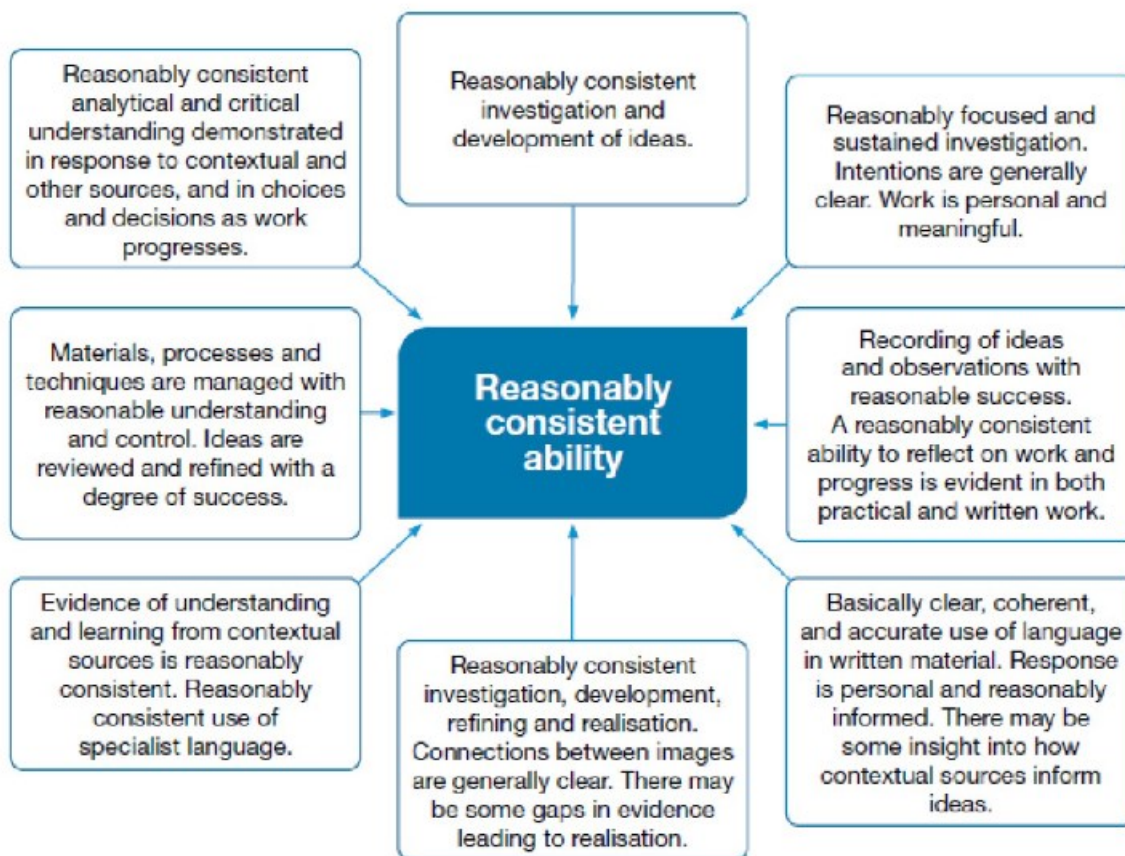 Reasonably consistent
analytical and critical
understanding demonstrated
in response to contextual and
other sources, and in choices
and decisions as work
progresses.
Reasonably consistent
investigation and
development of ideas.
Reasonably focused and
sustained investigation.
Intentions are generally
clear. Work is personal and
meaningful.
Materials, processes and
techniques are managed with
reasonable understanding
and control. Ideas are
reviewed and refined with a
degree of success.
Reasonably
consistent
ability
Recording of ideas
and observations with
reasonable success.
A reasonably consistent
ability to reflect on work and
progress is evident in both
practical and written work.
Evidence of understanding
and learning from contextual
sources is reasonably
consistent. Reasonably
consistent use of
specialist language.
Reasonably consistent
investigation, development,
refining and realisation.
Connections between images
are generally clear. There may
be some gaps in evidence
leading to realisation.
Basically clear, coherent,
and accurate use of language
in written material. Response
is personal and reasonably
informed. There may be
some insight into how
contextual sources inform
ideas.